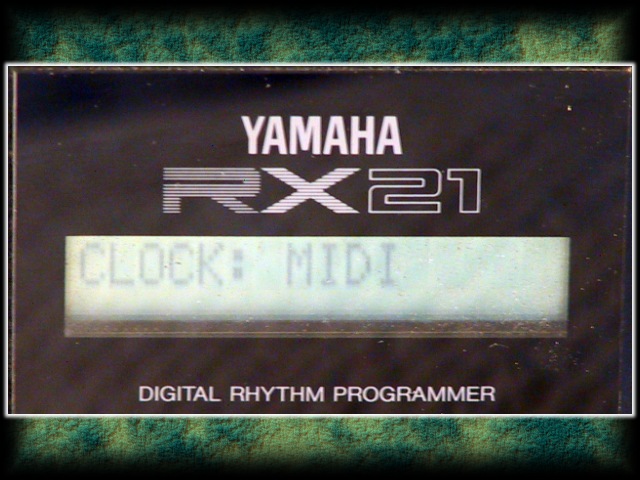 YAMAHA
RX21
CLOCK: MIDI
DIGITAL RHYTHM PROGRAMMER